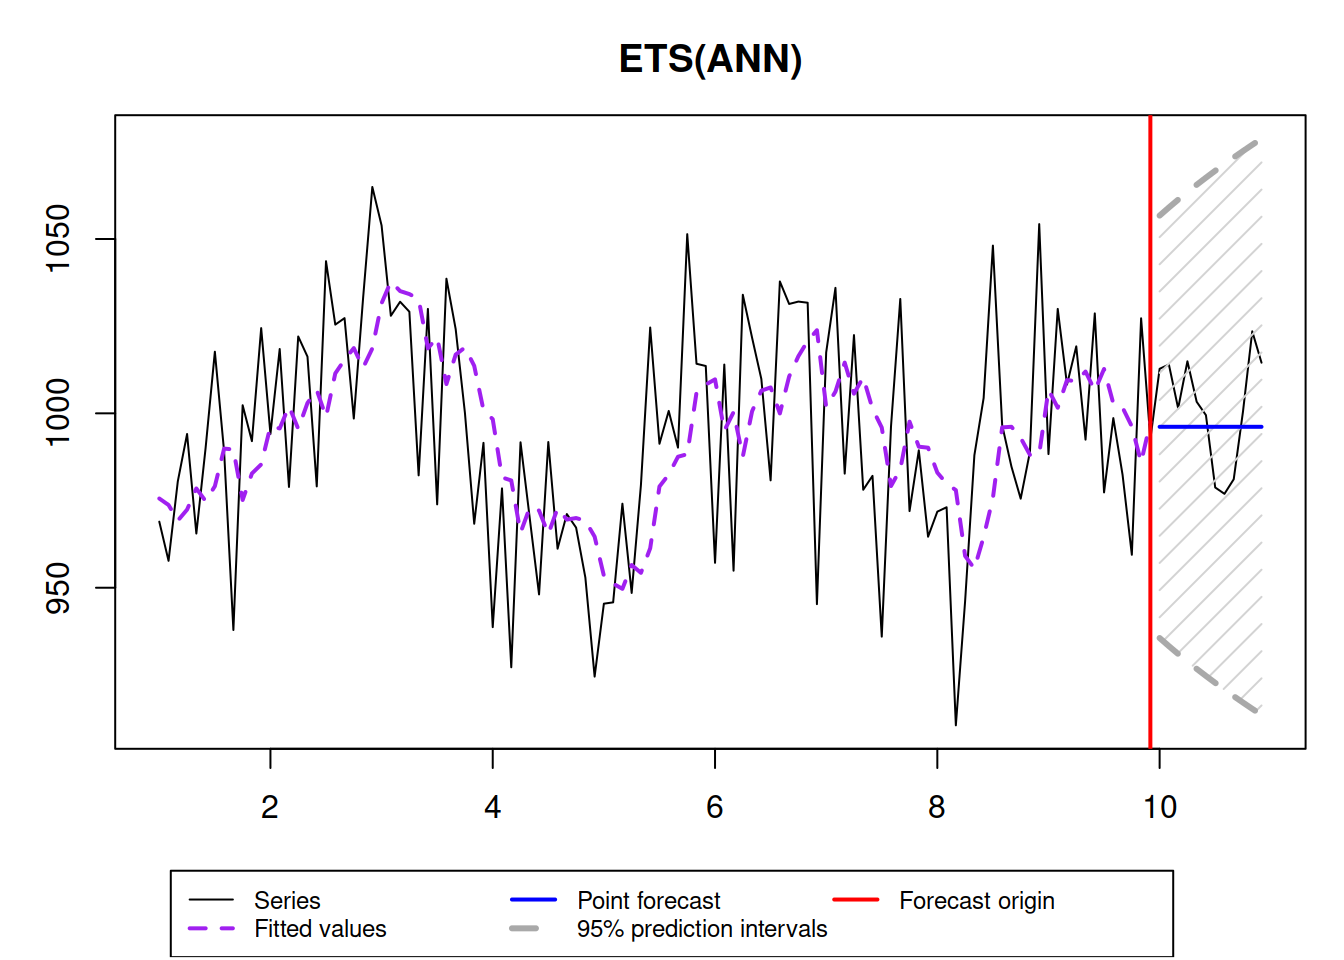 ETS(ANN)
1050
1000
950
2 4 6 8 10
Series Point forecast Forecast origin
Fitted values 95% prediction intervals